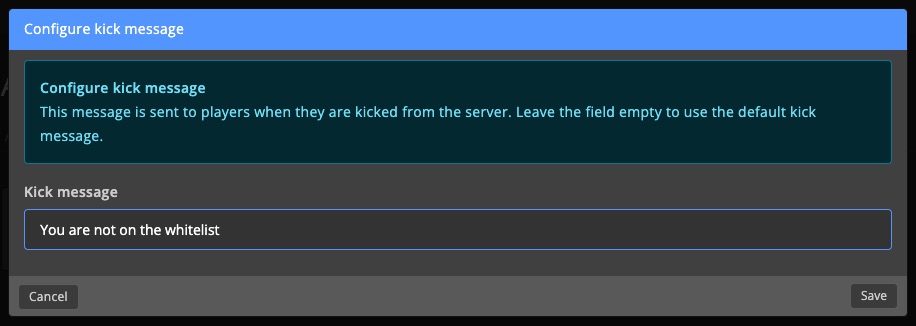 Configure kick message
Configure kick message
This message is sent to players when they are kicked from the server. Leave the field empty to use the default kick
message.
Kick message
You are not on the whitelist
Cancel
Save